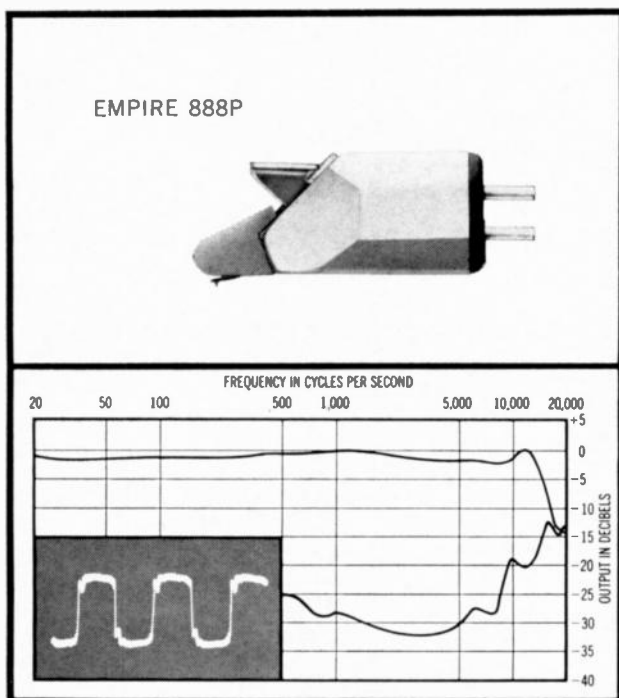 EMPIRE 888P
FREQUENCY IN CYCLES PER SECOND
20 50 100 500 1,000 5,000 10,000 20,000
+5
0
-5
-10
-15
-20
-25
-30
-35
-40
OUTPUT IN DECIBELS